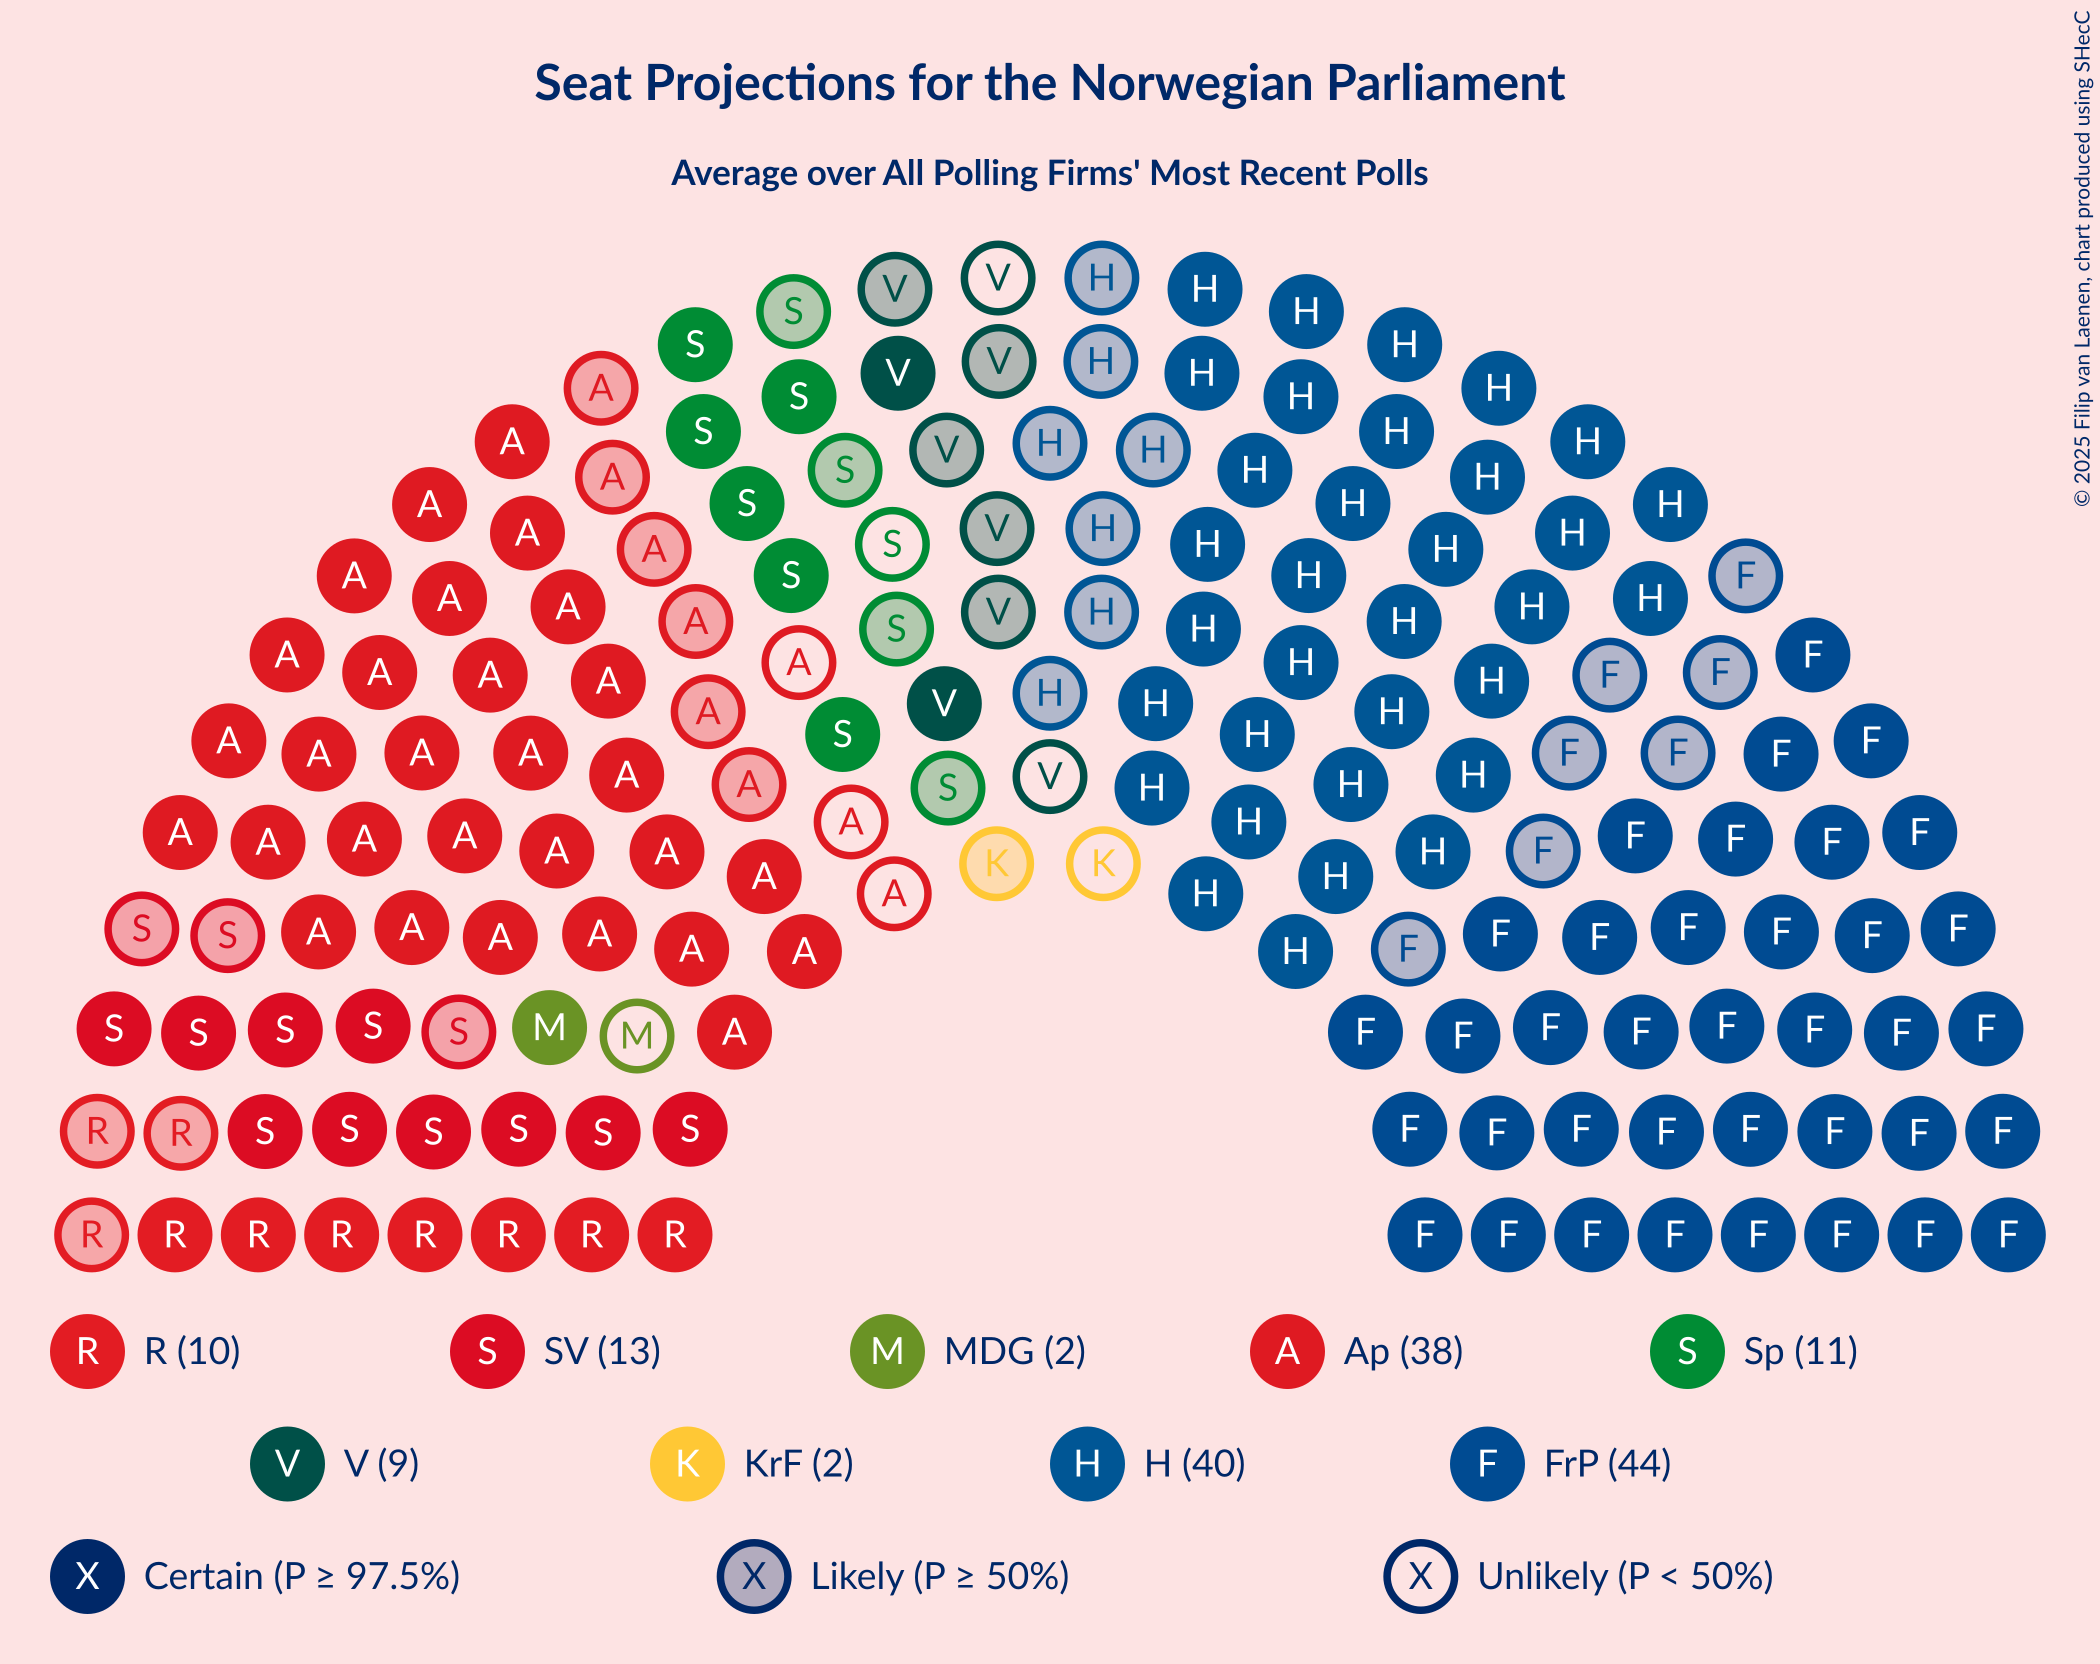 Seat Projections for the Norwegian Parliament
Average over All Polling Firms' Most Recent Polls
© 2025 Filip van Laenen, chart produced using SHecC
V H
V H
S V H H
S V H H
A S S V H H
A S H
A S V H H
A A S V H H
A S H H H
A A S H
A A S V H H
A A S H H F
A A H H
A A S V H H
A A H H F
A A A H H F F
A A A H H F
A S V H H H
A A A A A H H F F F F
A A S V H H H F
A A A A A H H F F F F
A A A A H H F F
A K K H H
A A A A H H F F
S S A A A A A H F F F F F F
S S S S S M M A F F F F F F F F
R R S S S S S S F F F F F F F F
R R R R R R R R F F F F F F F F
R R (10) S SV (13) M MDG (2) A Ap (38) S Sp (11)
V V (9) K KrF (2) H H (40) F FrP (44)
X Certain (P ≥ 97.5%) X Likely (P ≥ 50%) X Unlikely (P < 50%)